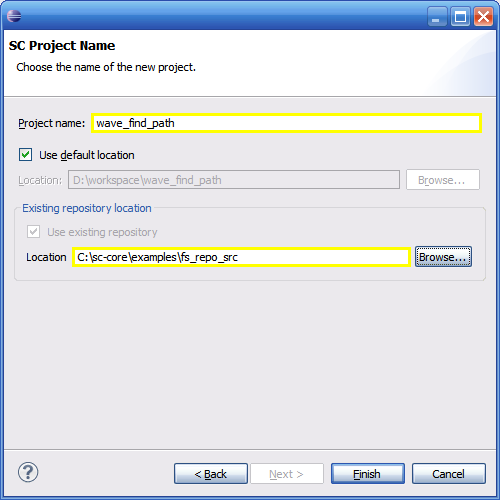 SC Project Name
Choose the name of the new project.
Project name: wave_find_path
Use default location
Location: D:\workspace\wave_find_path Browse...
Existing repository location
Use existing repository
Location C:\sc-core\examples\fs_repo_src Browse...
? < Back Next > Finish Cancel